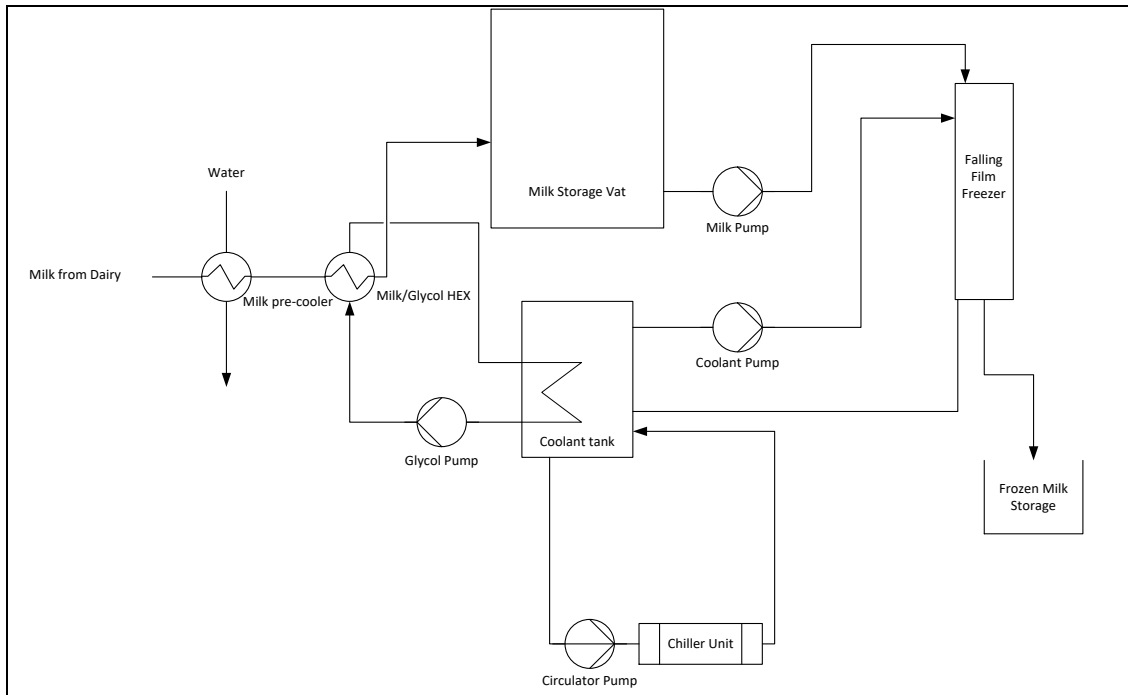 Water
Milk from Dairy
Milk pre-cooler
Milk/Glycol HEX
Milk Storage Vat
Milk Pump
Falling
Film
Freezer
Coolant Pump
Glycol Pump
Coolant tank
Frozen Milk
Storage
Chiller Unit
Circulator Pump